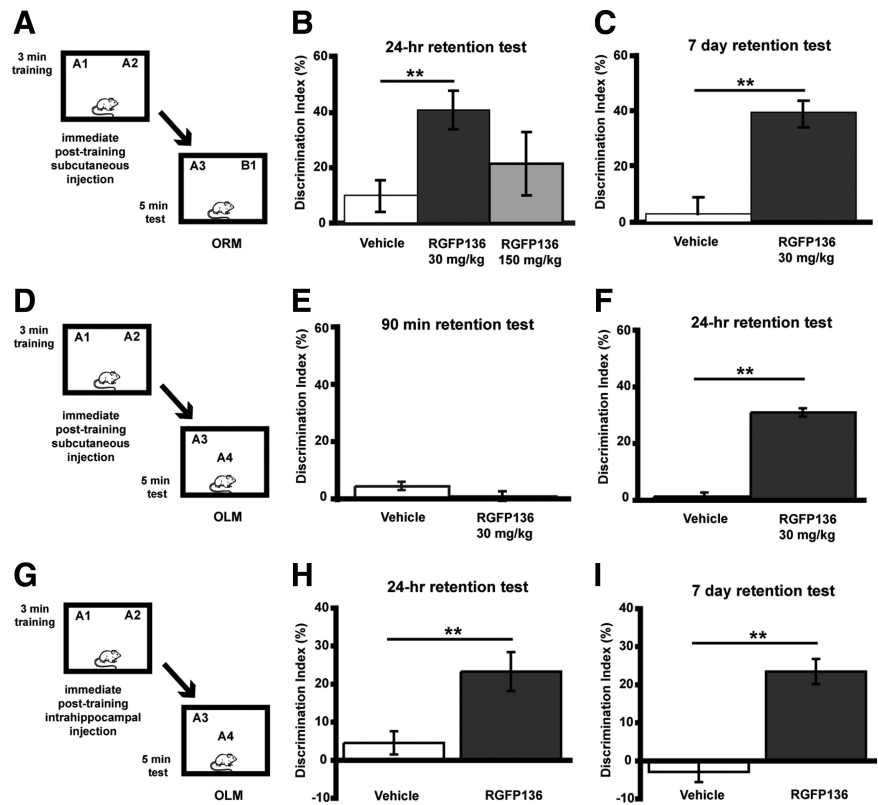 A
3 min
training
A1 A2
immediate
post-training
subcutaneous
injection
A3 B1
5 min
test
ORM
B
24-hr retention test
Discrimination Index (%)
60
40
20
0
**
Vehicle
RGFP136
30 mg/kg
RGFP136
150 mg/kg
C
7 day retention test
Discrimination Index (%)
60
40
20
0
**
Vehicle
RGFP136
30 mg/kg
D
3 min
training
A1 A2
immediate
post-training
subcutaneous
injection
A3
A4
5 min
test
OLM
E
90 min retention test
Discrimination Index (%)
60
40
20
0
Vehicle
RGFP136
30 mg/kg
F
24-hr retention test
Discrimination Index (%)
60
40
20
0
**
Vehicle
RGFP136
30 mg/kg
G
3 min
training
A1 A2
immediate
post-training
intrahippocampal
injection
A3
A4
5 min
test
OLM
H
24-hr retention test
Discrimination Index (%)
40
30
20
10
0
-10
**
Vehicle
RGFP136
I
7 day retention test
Discrimination Index (%)
40
30
20
10
0
-10
**
Vehicle
RGFP136